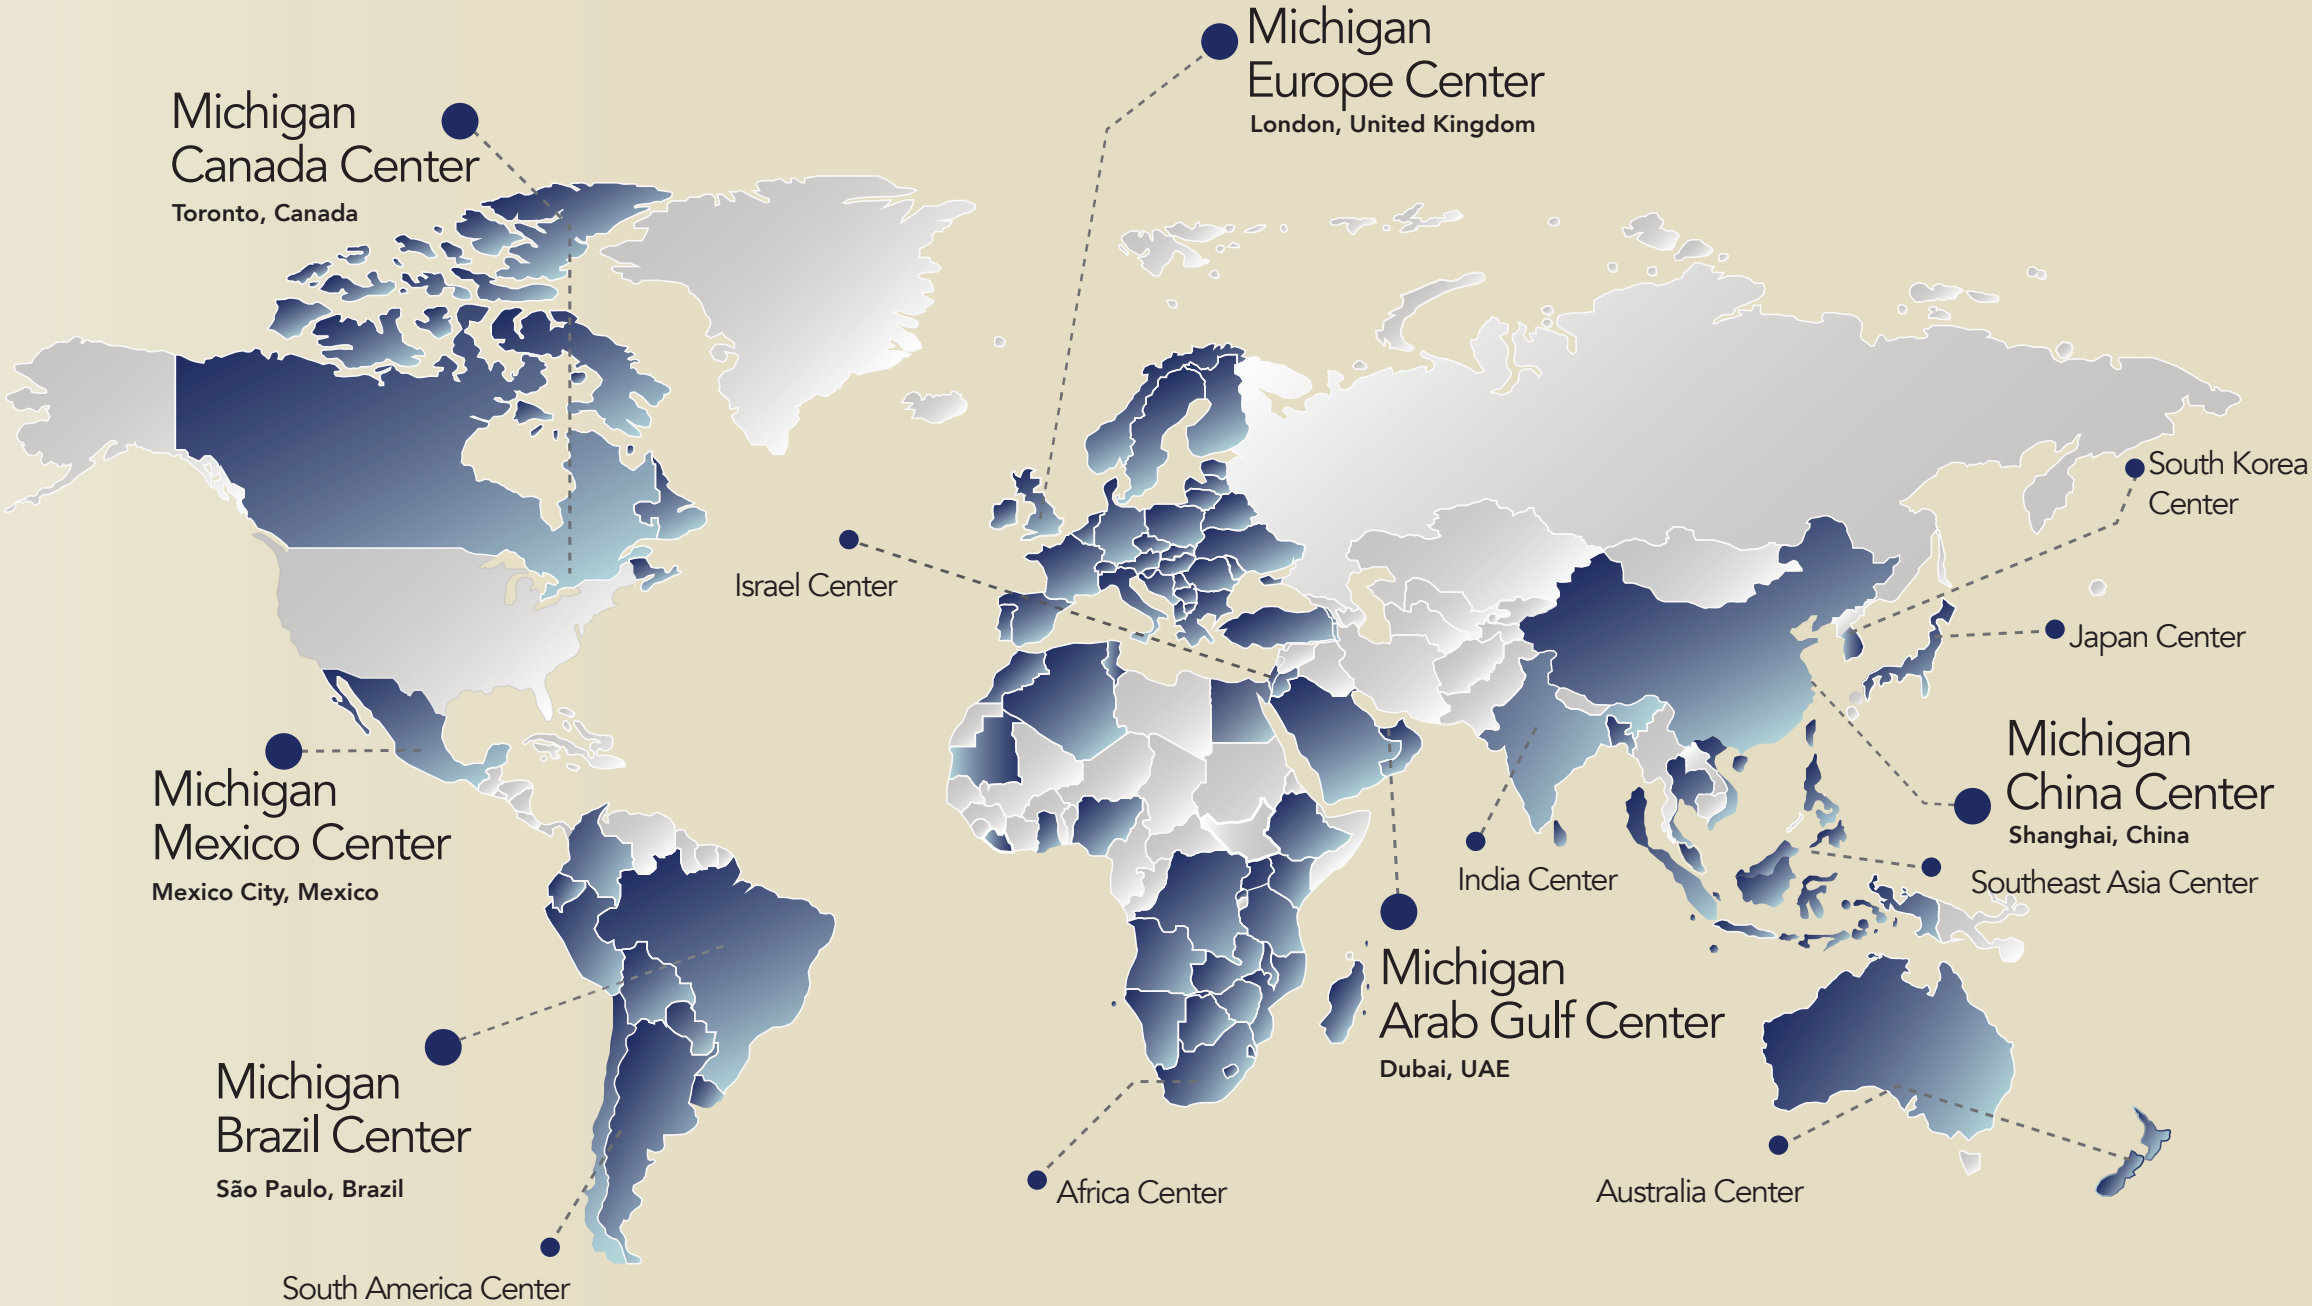 Michigan
Europe Center
London, United Kingdom
Michigan
Canada Center
Toronto, Canada
South Korea
Center
Israel Center
Japan Center
Michigan
China Center
Shanghai, China
Michigan
Mexico Center
Mexico City, Mexico
India Center
Southeast Asia Center
Michigan
Arab Gulf Center
Dubai, UAE
Michigan
Brazil Center
São Paulo, Brazil
Africa Center
Australia Center
South America Center